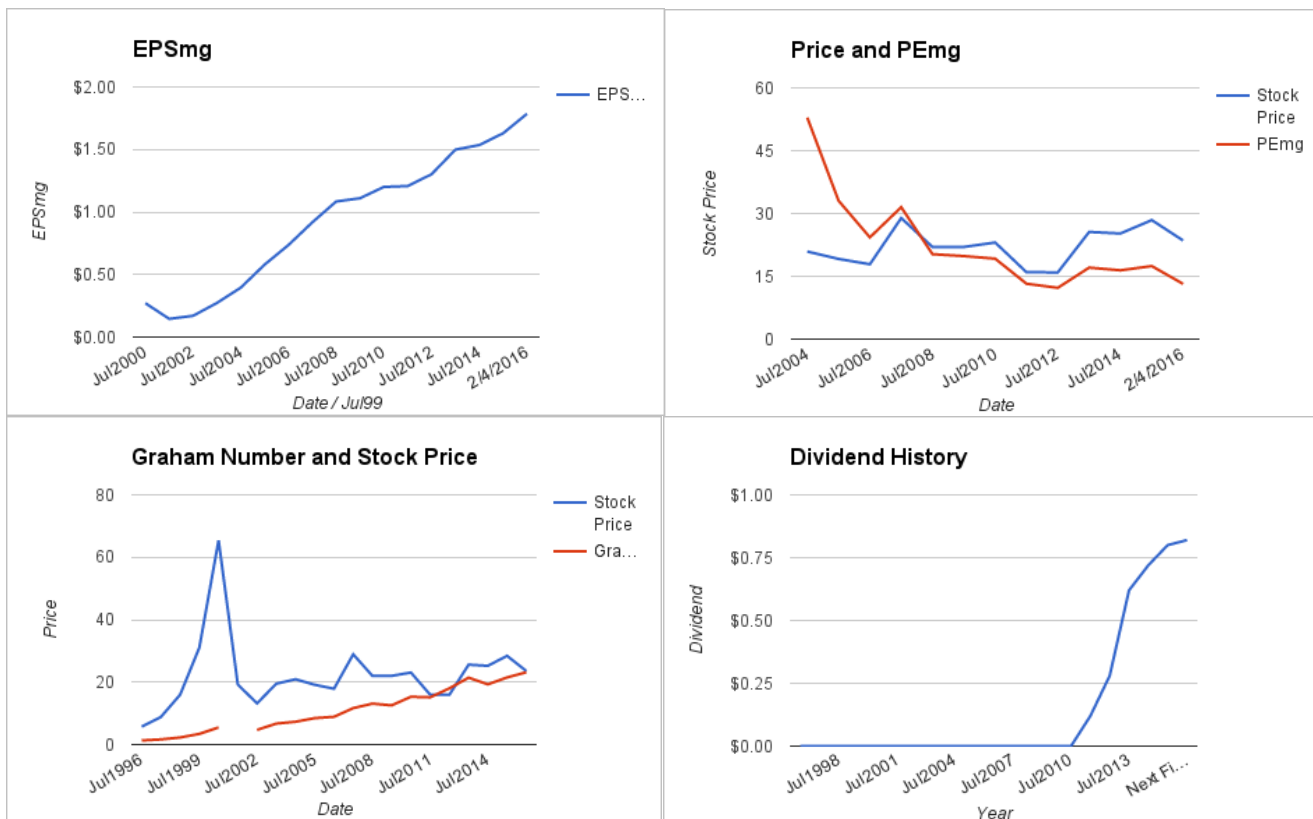 EPSmg
$2.00
$1.50
$1.00
$0.50
$0.00
EPSmg
EPS...
Jul2000
Jul2002
Jul2004
Jul2006
Jul2008
Jul2010
Jul2012
Jul2014
2/4/2016
Date / Jul99
Price and PEmg
60
45
30
15
0
Stock Price
Stock
Price
PEmg
Jul2004
Jul2006
Jul2008
Jul2010
Jul2012
Jul2014
2/4/2016
Date
Graham Number and Stock Price
80
60
40
20
0
Price
Stock
Price
Gra...
Jul1996
Jul1999
Jul2002
Jul2005
Jul2008
Jul2011
Jul2014
Date
Dividend History
$1.00
$0.75
$0.50
$0.25
$0.00
Dividend
Jul1998
Jul2001
Jul2004
Jul2007
Jul2010
Jul2013
Next Fi...
Year